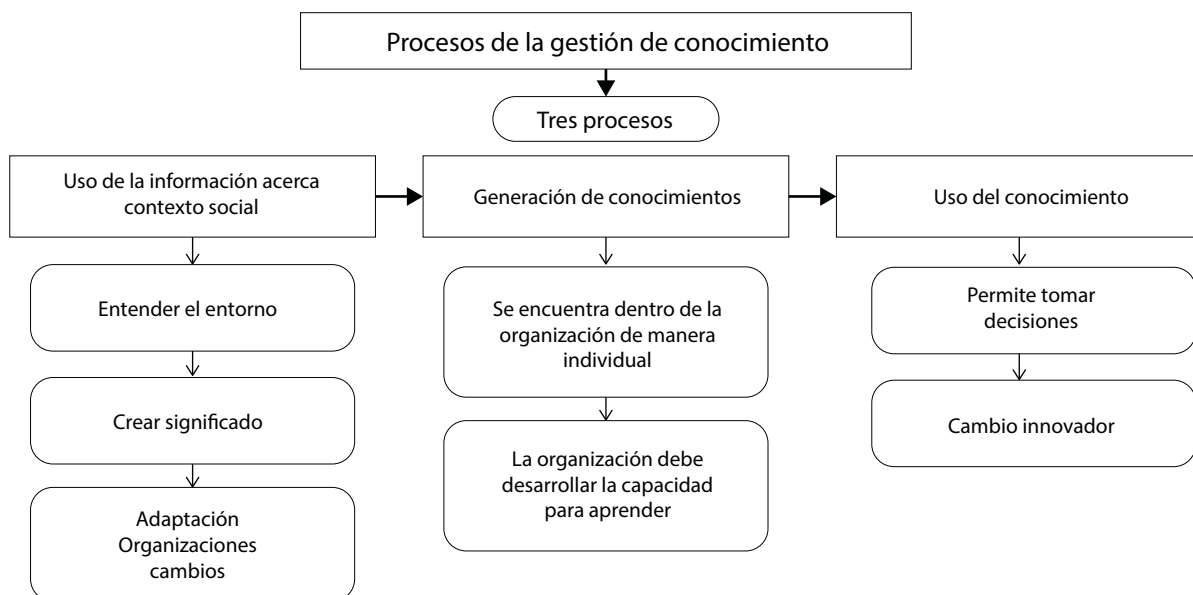 Procesos de la gestión de conocimiento
Tres procesos
Uso de la información acerca
contexto social
Generación de conocimientos
Uso del conocimiento
Entender el entorno
Crear significado
Adaptación
Organizaciones
cambios
Se encuentra dentro de la
organización de manera
individual
La organización debe
desarrollar la capacidad
para aprender
Permite tomar
decisiones
Cambio innovador